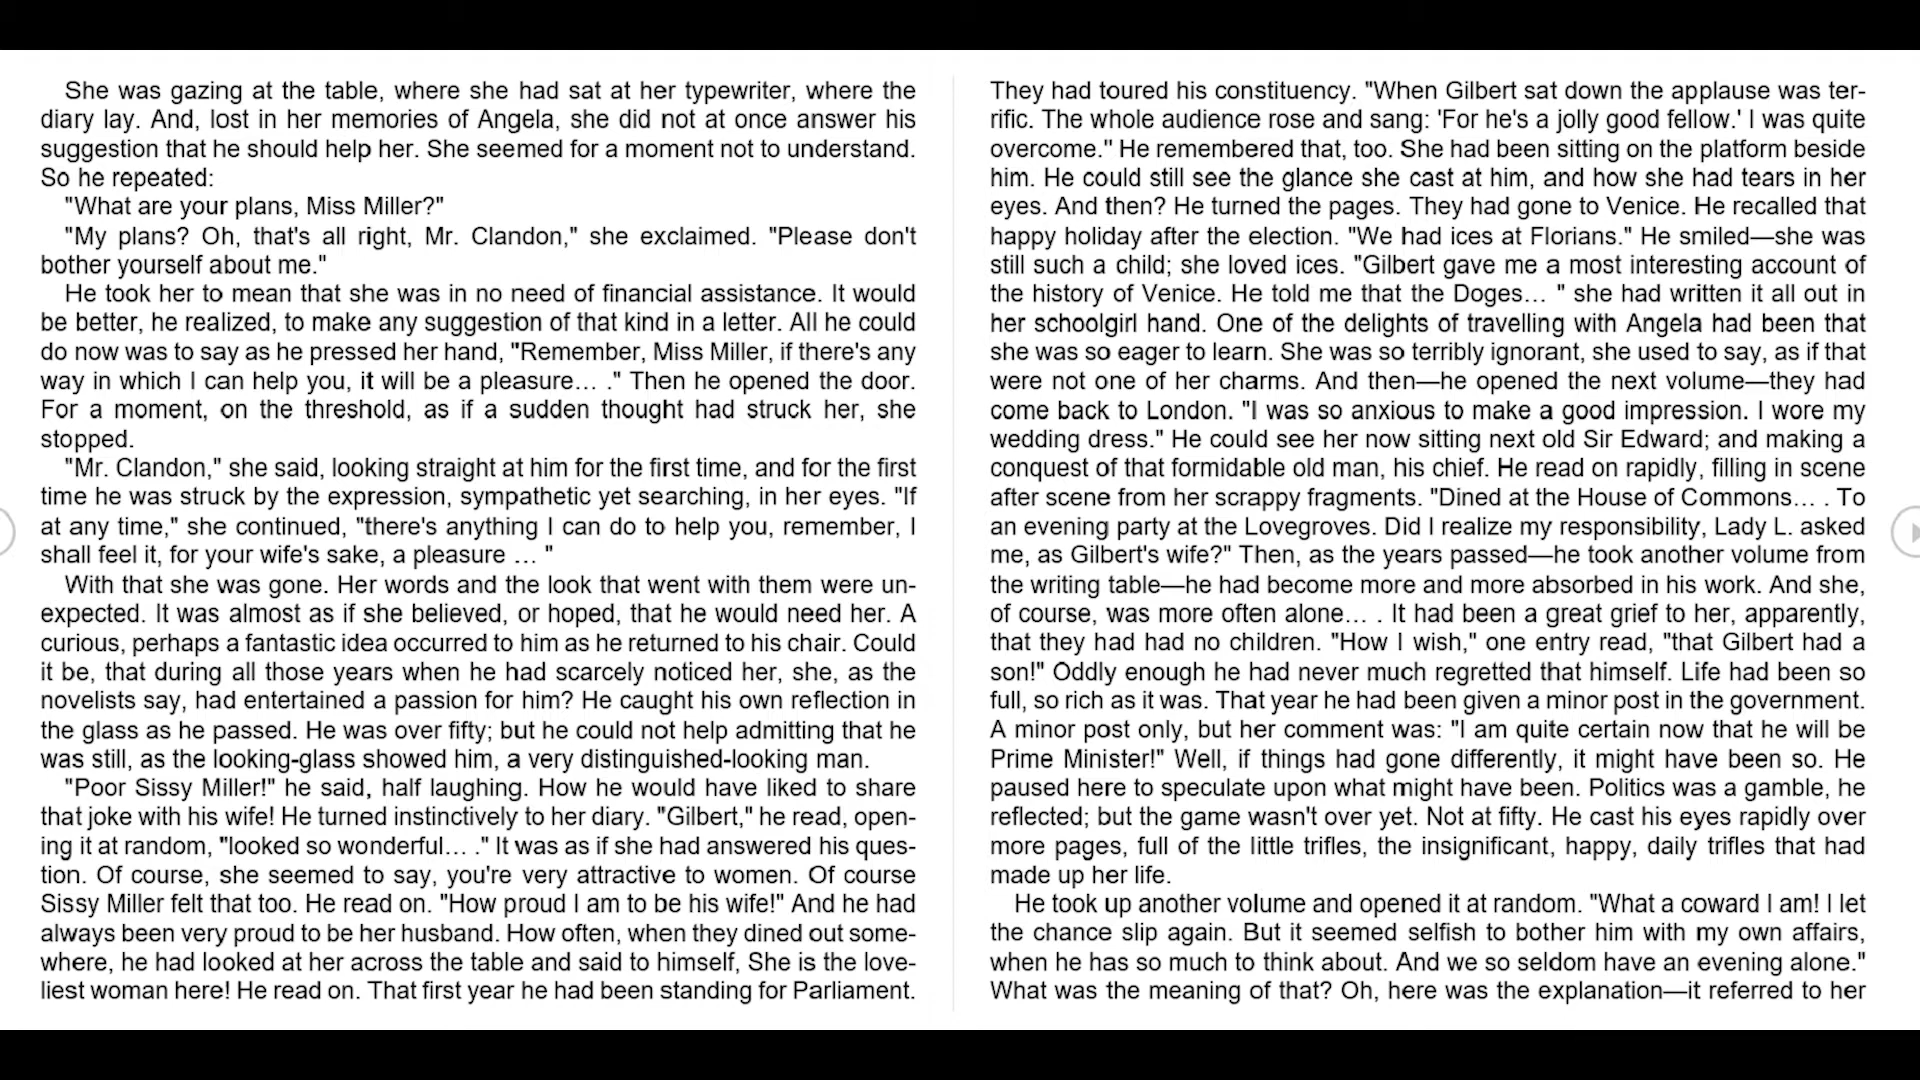 She was gazing at the table, where she had sat at her typewriter, where the
diary lay. And, lost in her memories of Angela, she did not at once answer his
suggestion that he should help her. She seemed for a moment not to understand.
So he repeated:
"What are your plans, Miss Miller?"
"My plans? Oh, that's all right, Mr. Clandon," she exclaimed. "Please don't
bother yourself about me."
He took her to mean that she was in no need of financial assistance. It would
be better, he realized, to make any suggestion of that kind in a letter. All he could
do now was to say as he pressed her hand, "Remember, Miss Miller, if there's any
way in which I can help you, it will be a pleasure... ." Then he opened the door.
For a moment, on the threshold, as if a sudden thought had struck her, she
stopped.
"Mr. Clandon," she said, looking straight at him for the first time, and for the first
time he was struck by the expression, sympathetic yet searching, in her eyes. "If
at any time," she continued, "there's anything I can do to help you, remember, I
shall feel it, for your wife's sake, a pleasure ... "
With that she was gone. Her words and the look that went with them were un-
expected. It was almost as if she believed, or hoped, that he would need her. A
curious, perhaps a fantastic idea occurred to him as he returned to his chair. Could
it be, that during all those years when he had scarcely noticed her, she, as the
novelists say, had entertained a passion for him? He caught his own reflection in
the glass as he passed. He was over fifty; but he could not help admitting that he
was still, as the looking-glass showed him, a very distinguished-looking man.
"Poor Sissy Miller!" he said, half laughing. How he would have liked to share
that joke with his wife! He turned instinctively to her diary. "Gilbert," he read, open-
ing it at random, "looked so wonderful... ." It was as if she had answered his ques-
tion. Of course, she seemed to say, you're very attractive to women. Of course
Sissy Miller felt that too. He read on. "How proud I am to be his wife!" And he had
always been very proud to be her husband. How often, when they dined out some-
where, he had looked at her across the table and said to himself, She is the love-
liest woman here! He read on. That first year he had been standing for Parliament.
They had toured his constituency. "When Gilbert sat down the applause was ter-
rific. The whole audience rose and sang: 'For he's a jolly good fellow.' I was quite
overcome." He remembered that, too. She had been sitting on the platform beside
him. He could still see the glance she cast at him, and how she had tears in her
eyes. And then? He turned the pages. They had gone to Venice. He recalled that
happy holiday after the election. "We had ices at Florians." He smiled—she was
still such a child; she loved ices. "Gilbert gave me a most interesting account of
the history of Venice. He told me that the Doges... " she had written it all out in
her schoolgirl hand. One of the delights of travelling with Angela had been that
she was so eager to learn. She was so terribly ignorant, she used to say, as if that
were not one of her charms. And then—he opened the next volume—they had
come back to London. "I was so anxious to make a good impression. I wore my
wedding dress." He could see her now sitting next old Sir Edward; and making a
conquest of that formidable old man, his chief. He read on rapidly, filling in scene
after scene from her scrappy fragments. "Dined at the House of Commons... . To
an evening party at the Lovegroves. Did I realize my responsibility, Lady L. asked
me, as Gilbert's wife?" Then, as the years passed—he took another volume from
the writing table—he had become more and more absorbed in his work. And she,
of course, was more often alone... . It had been a great grief to her, apparently,
that they had had no children. "How I wish," one entry read, "that Gilbert had a
son!" Oddly enough he had never much regretted that himself. Life had been so
full, so rich as it was. That year he had been given a minor post in the government.
A minor post only, but her comment was: "I am quite certain now that he will be
Prime Minister!" Well, if things had gone differently, it might have been so. He
paused here to speculate upon what might have been. Politics was a gamble, he
reflected; but the game wasn't over yet. Not at fifty. He cast his eyes rapidly over
more pages, full of the little trifles, the insignificant, happy, daily trifles that had
made up her life.
He took up another volume and opened it at random. "What a coward I am! I let
the chance slip again. But it seemed selfish to bother him with my own affairs,
when he has so much to think about. And we so seldom have an evening alone."
What was the meaning of that? Oh, here was the explanation—it referred to her